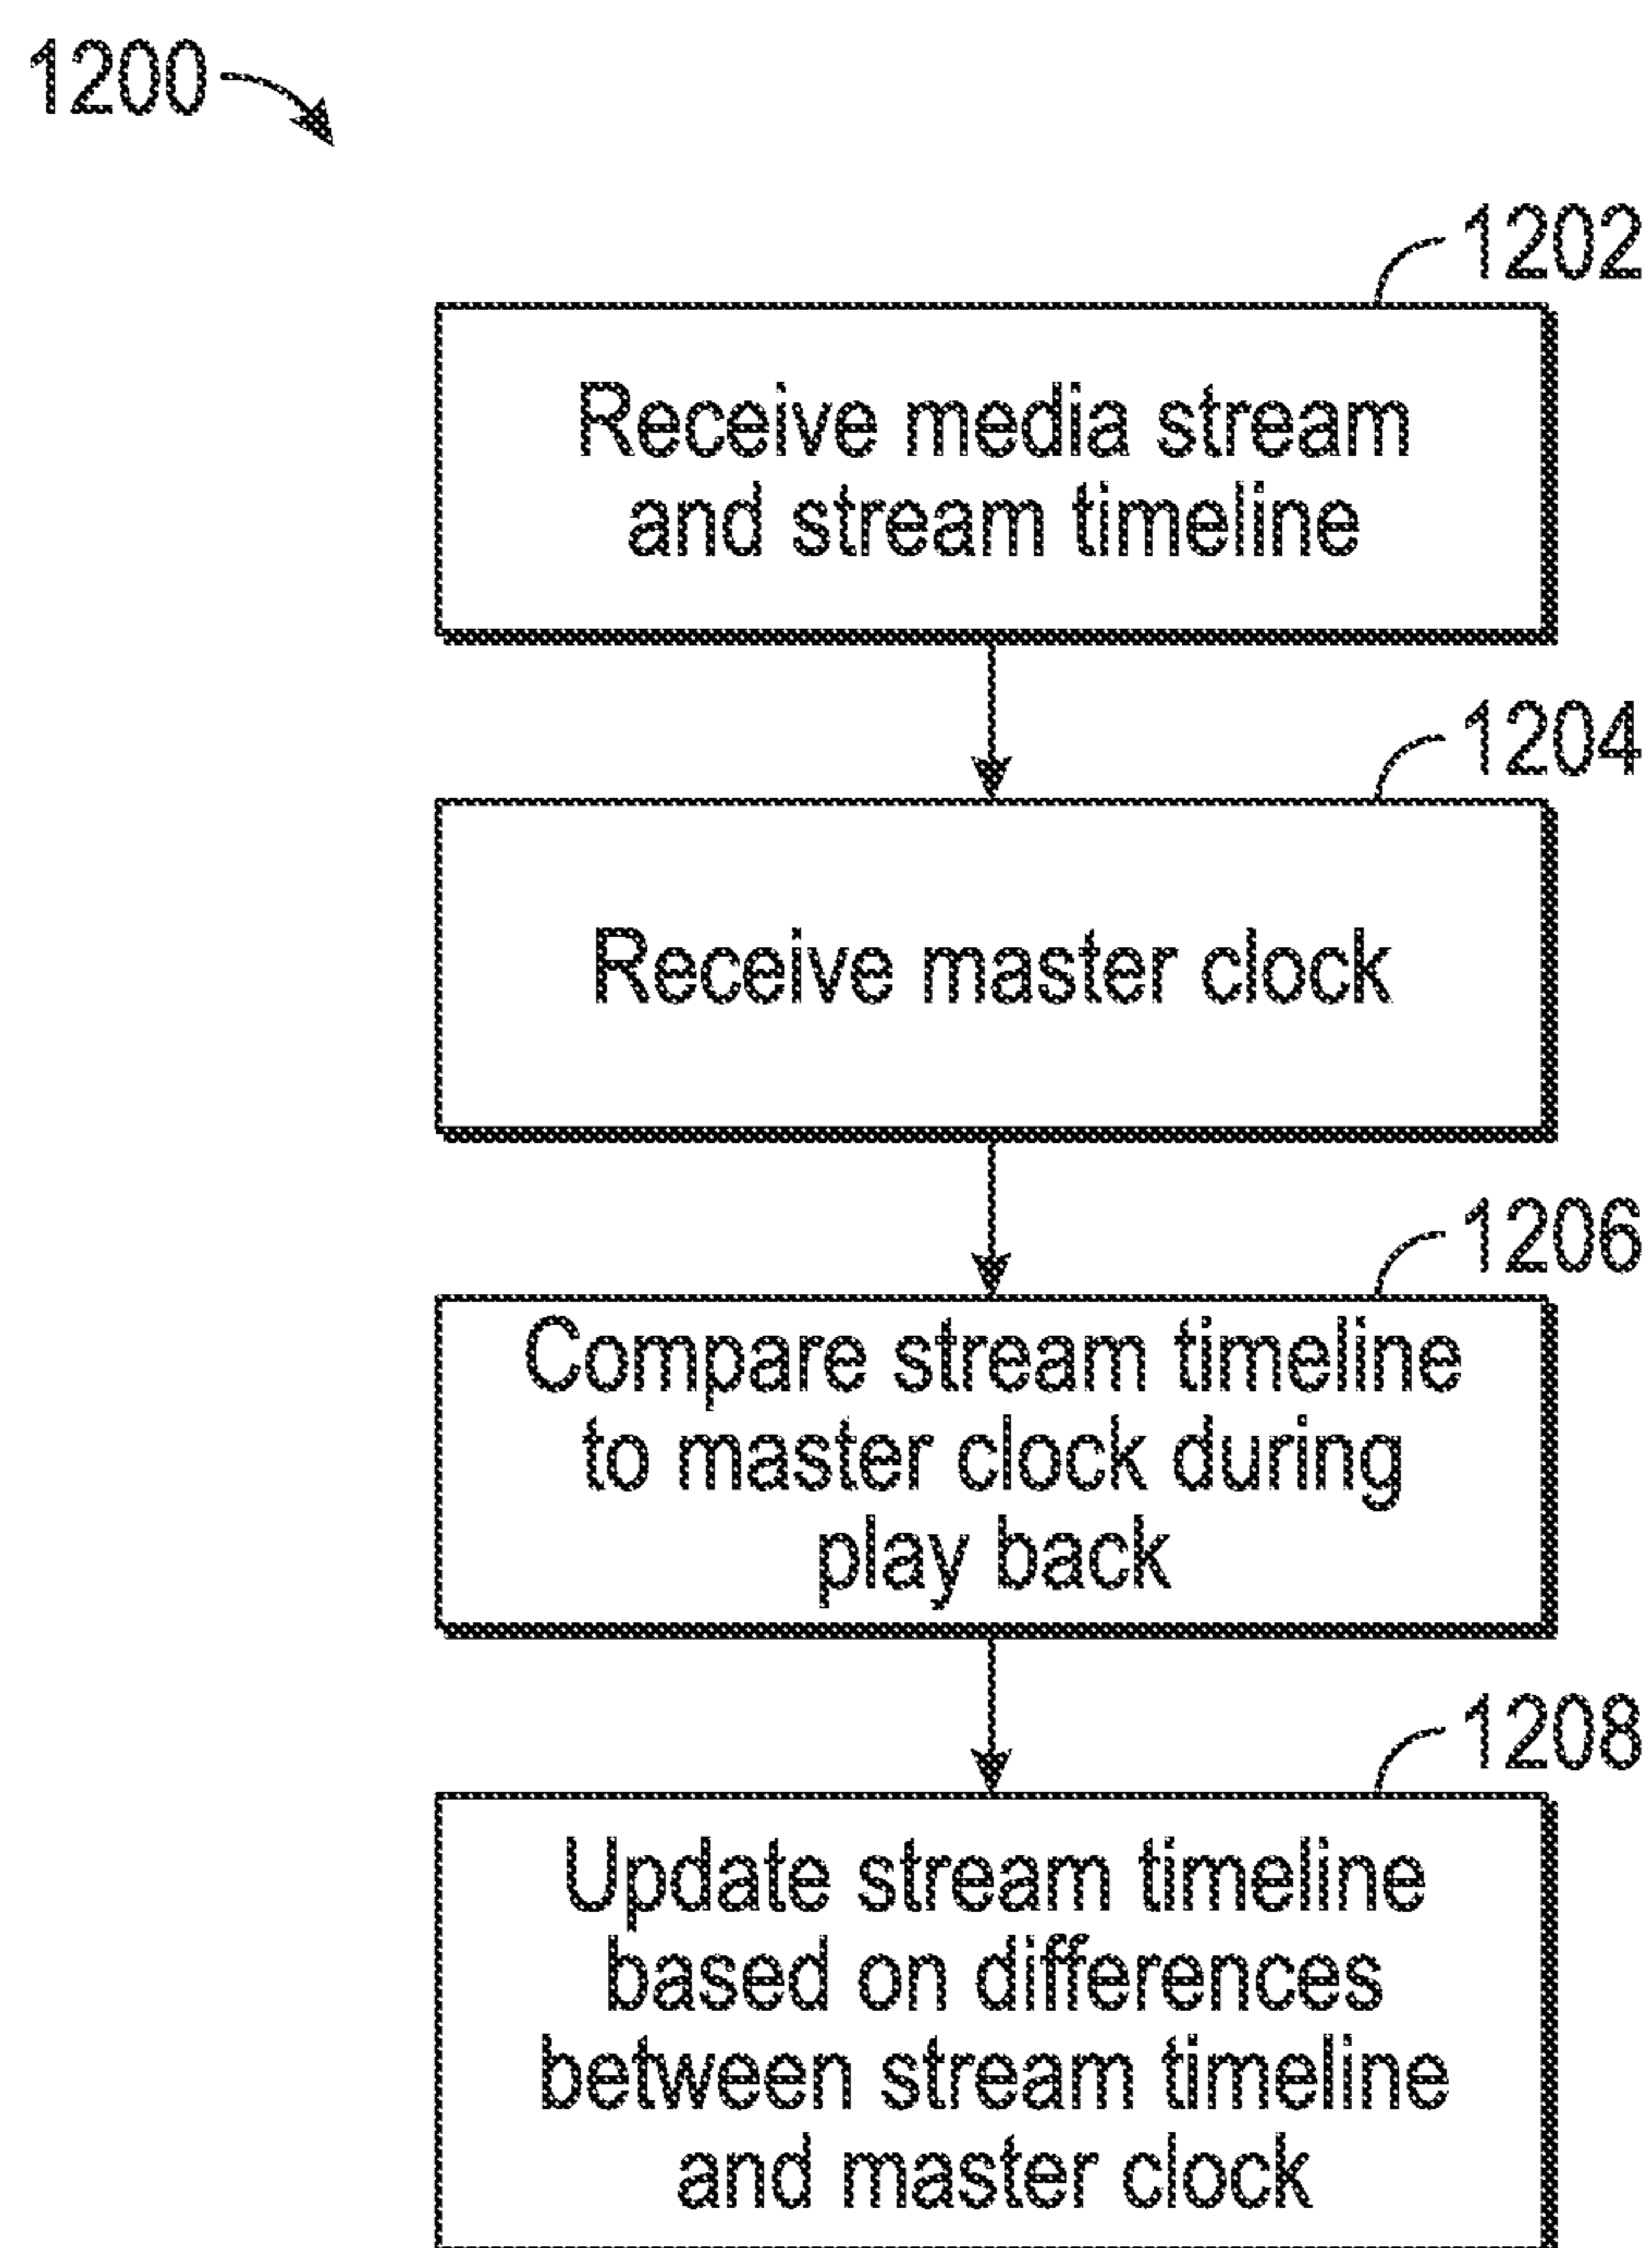 1200
1202
Receive media stream
and stream timeline
1204
Receive master clock
1206
Compare stream timeline
to master clock during
play back
1208
Update stream timeline
based on differences
between stream timeline
and master clock